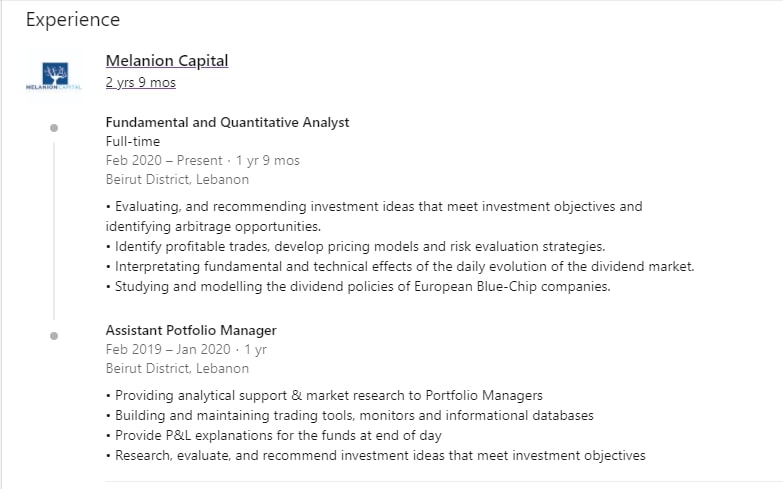 Experience
Melanion Capital
MELANIONCAPITAL
2 yrs 9 mos
Fundamental and Quantitative Analyst
Full-time
Feb 2020 – Present · 1 yr 9 mos
Beirut District, Lebanon
• Evaluating, and recommending investment ideas that meet investment objectives and
identifying arbitrage opportunities.
• Identify profitable trades, develop pricing models and risk evaluation strategies.
• Interpretating fundamental and technical effects of the daily evolution of the dividend market.
• Studying and modelling the dividend policies of European Blue-Chip companies.
Assistant Potfolio Manager
Feb 2019 – Jan 2020 · 1 yr
Beirut District, Lebanon
• Providing analytical support & market research to Portfolio Managers
• Building and maintaining trading tools, monitors and informational databases
• Provide P&L explanations for the funds at end of day
• Research, evaluate, and recommend investment ideas that meet investment objectives